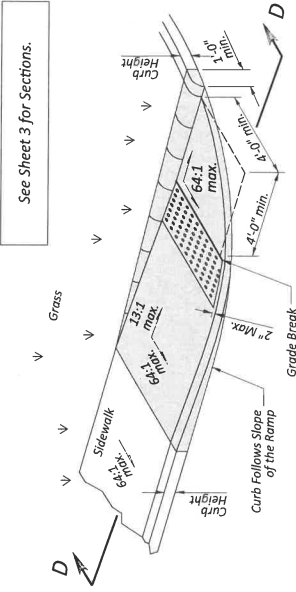 See Sheet 3 for Sections.
D
Curb
Height
1'-0"
min.
Grass
4'-0" min.
64:1
max.
4'-0" min.
13:1
max.
64:1
max.
2" Max.
Grade Break
Sidewalk
64:1
max.
Curb Follows Slope
of the Ramp
Curb
Height
D